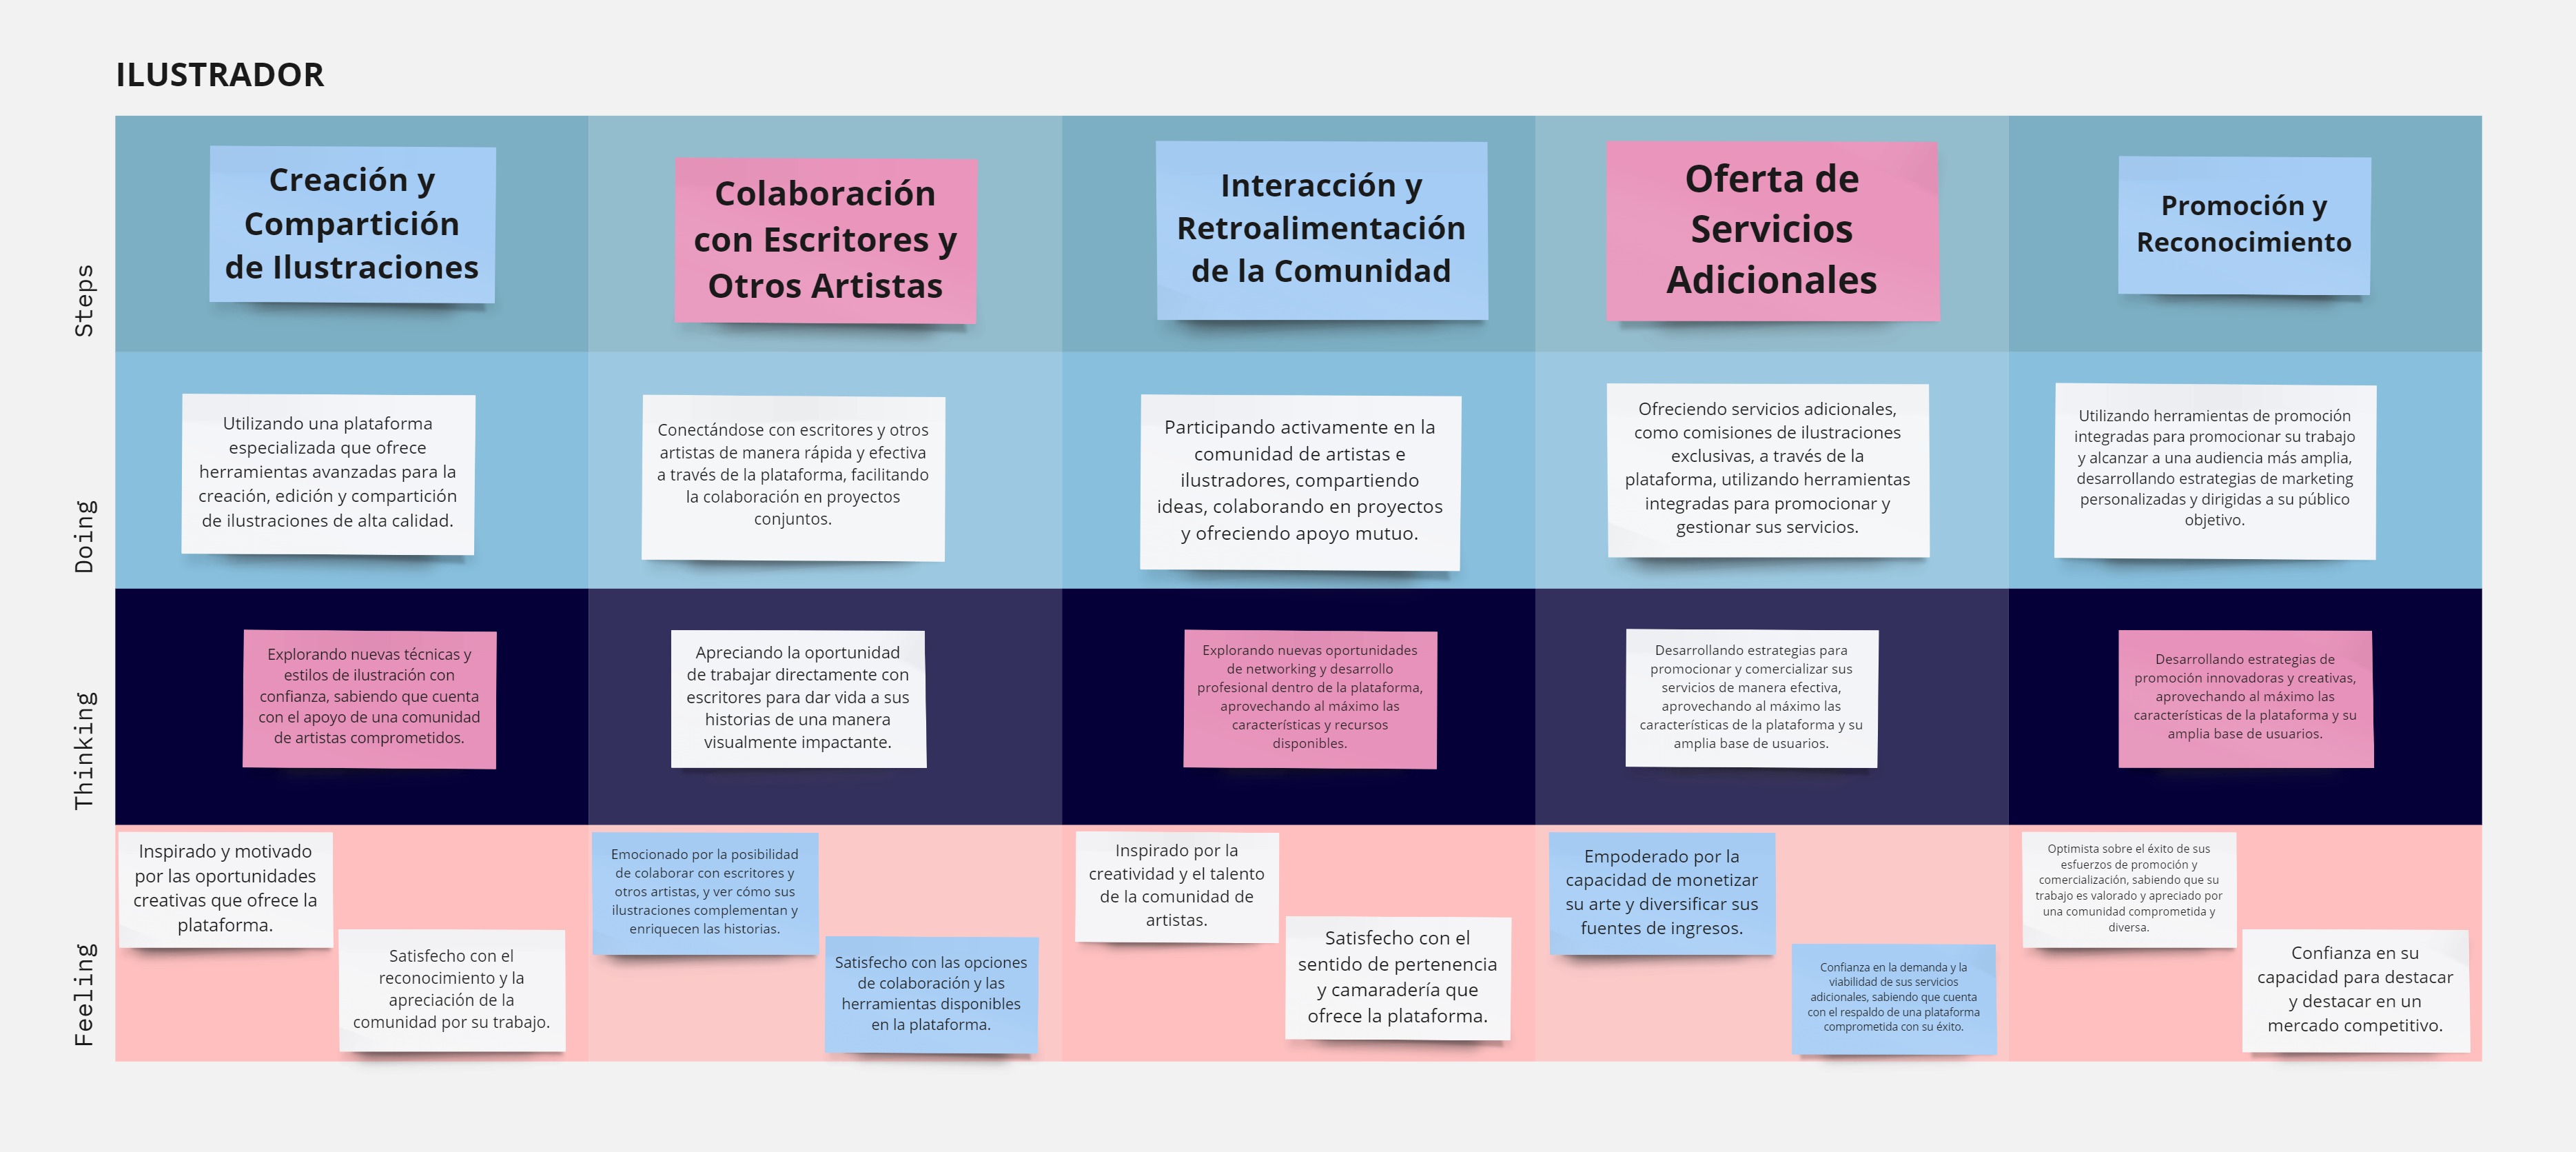 ILUSTRADOR
Steps
Creación y
Compartición
de Ilustraciones
Colaboración
con Escritores y
Otros Artistas
Interacción y
Retroalimentación
de la Comunidad
Oferta de
Servicios
Adicionales
Promoción y
Reconocimiento
Doing
Utilizando una plataforma
especializada que ofrece
herramientas avanzadas para la
creación, edición y compartición
de ilustraciones de alta calidad.
Conectándose con escritores y otros
artistas de manera rápida y efectiva
a través de la plataforma, facilitando
la colaboración en proyectos
conjuntos.
Participando activamente en la
comunidad de artistas e
ilustradores, compartiendo
ideas, colaborando en proyectos
y ofreciendo apoyo mutuo.
Ofreciendo servicios adicionales,
como comisiones de ilustraciones
exclusivas, a través de la
plataforma, utilizando herramientas
integradas para promocionar y
gestionar sus servicios.
Utilizando herramientas de promoción
integradas para promocionar su trabajo
y alcanzar a una audiencia más amplia,
desarrollando estrategias de marketing
personalizadas y dirigidas a su público
objetivo.
Thinking
Explorando nuevas técnicas y
estilos de ilustración con
confianza, sabiendo que cuenta
con el apoyo de una comunidad
de artistas comprometidos.
Apreciando la oportunidad
de trabajar directamente con
escritores para dar vida a sus
historias de una manera
visualmente impactante.
Explorando nuevas oportunidades
de networking y desarrollo
profesional dentro de la plataforma,
aprovechando al máximo las
características y recursos
disponibles.
Desarrollando estrategias para
promocionar y comercializar sus
servicios de manera efectiva,
aprovechando al máximo las
características de la plataforma y su
amplia base de usuarios.
Desarrollando estrategias de
promoción innovadoras y creativas,
aprovechando al máximo las
características de la plataforma y su
amplia base de usuarios.
Feeling
Inspirado y motivado
por las oportunidades
creativas que ofrece la
plataforma.
Satisfecho con el
reconocimiento y la
apreciación de la
comunidad por su trabajo.
Emocionado por la posibilidad
de colaborar con escritores y
otros artistas, y ver cómo sus
ilustraciones complementan y
enriquecen las historias.
Satisfecho con las opciones
de colaboración y las
herramientas disponibles
en la plataforma.
Inspirado por la
creatividad y el talento
de la comunidad de
artistas.
Satisfecho con el
sentido de pertenencia
y camaradería que
ofrece la plataforma.
Empoderado por la
capacidad de monetizar
su arte y diversificar sus
fuentes de ingresos.
Confianza en la demanda y la
viabilidad de sus servicios
adicionales, sabiendo que cuenta
con el respaldo de una plataforma
comprometida con su éxito.
Optimista sobre el éxito de sus
esfuerzos de promoción y
comercialización, sabiendo que su
trabajo es valorado y apreciado por
una comunidad comprometida y
diversa.
Confianza en su
capacidad para destacar
y destacar en un
mercado competitivo.